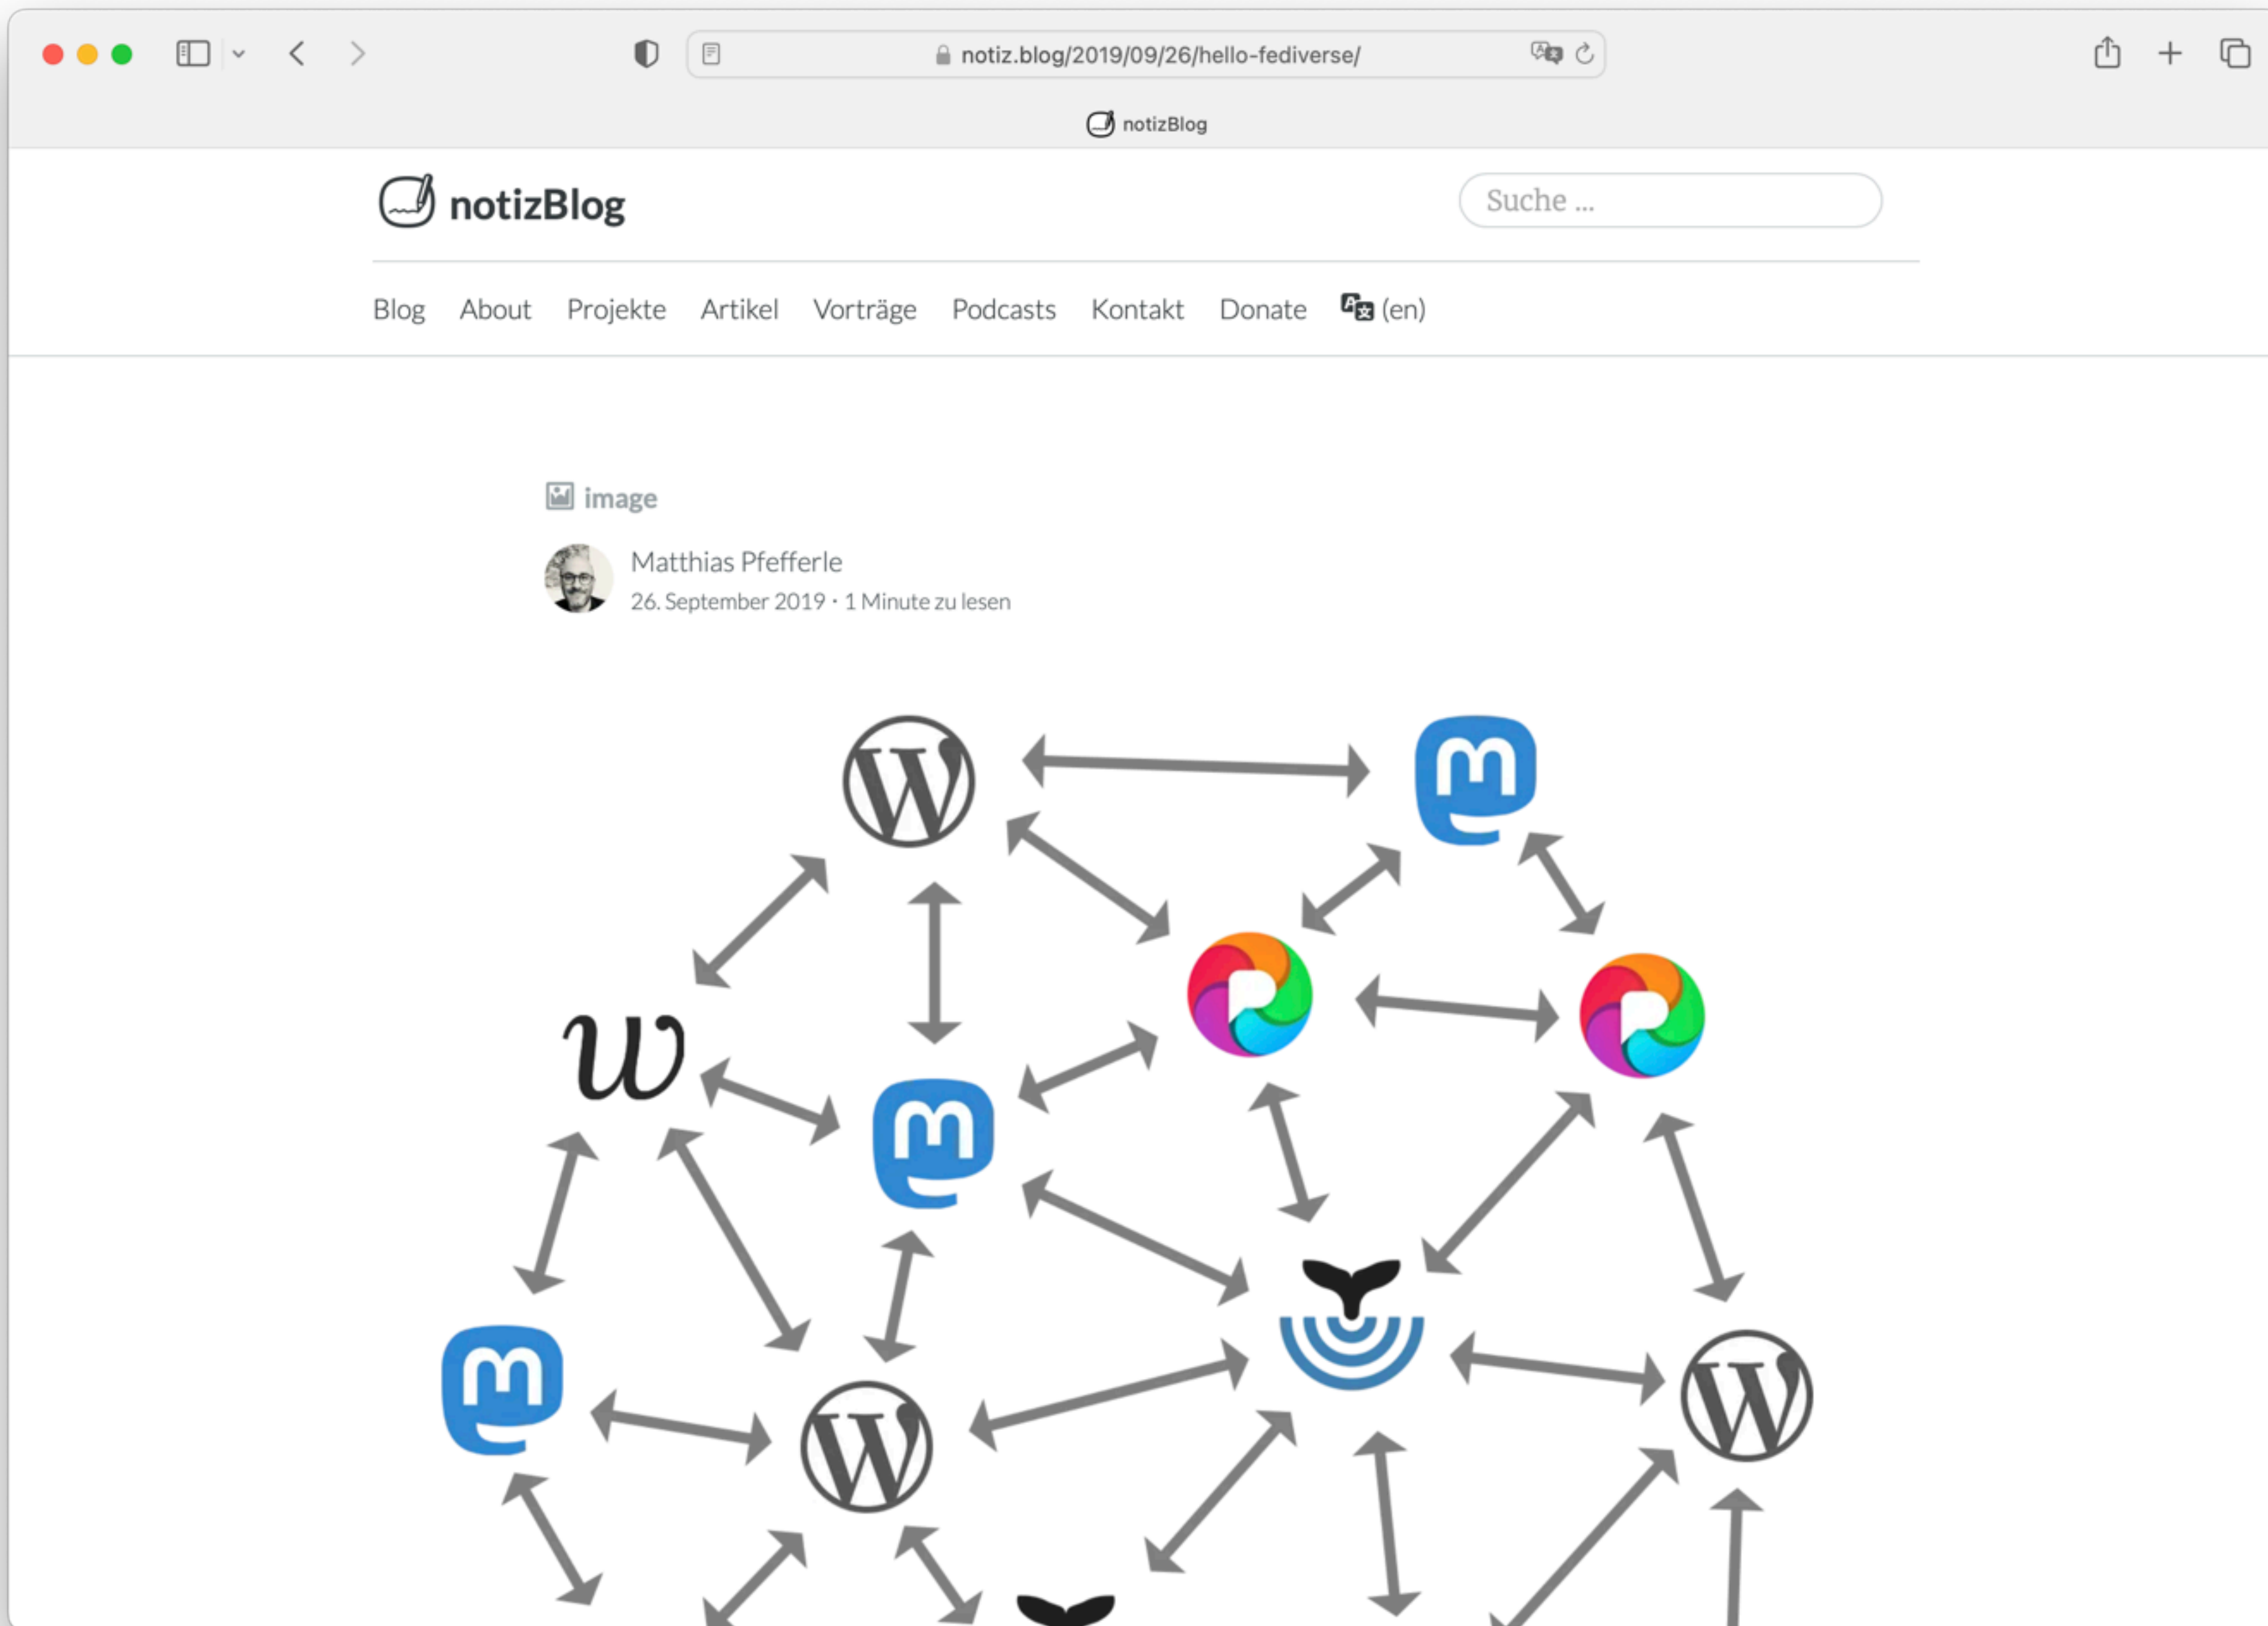 notiz.blog/2019/09/26/hello-fediverse/
notizBlog
notizBlog
Suche ...
Blog About Projekte Artikel Vorträge Podcasts Kontakt Donate (en)
image
Matthias Pfefferle
26. September 2019 · 1 Minute zu lesen